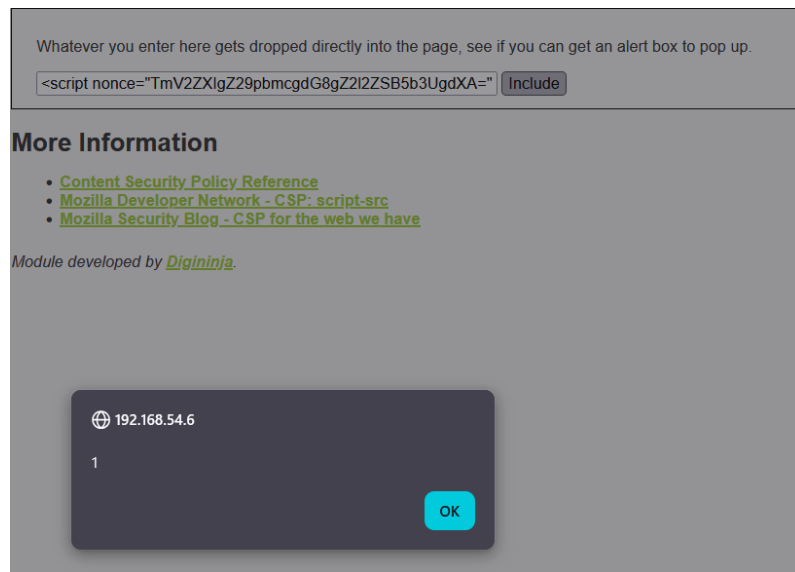 Whatever you enter here gets dropped directly into the page, see if you can get an alert box to pop up.
<script nonce="TmV2ZXIgZ29pbmcgdG8gZ2l2ZSB5b3UgdXA=" Include
More Information
Content Security Policy Reference
Mozilla Developer Network - CSP: script-src
Mozilla Security Blog - CSP for the web we have
Module developed by Digininja.
192.168.54.6
1
OK